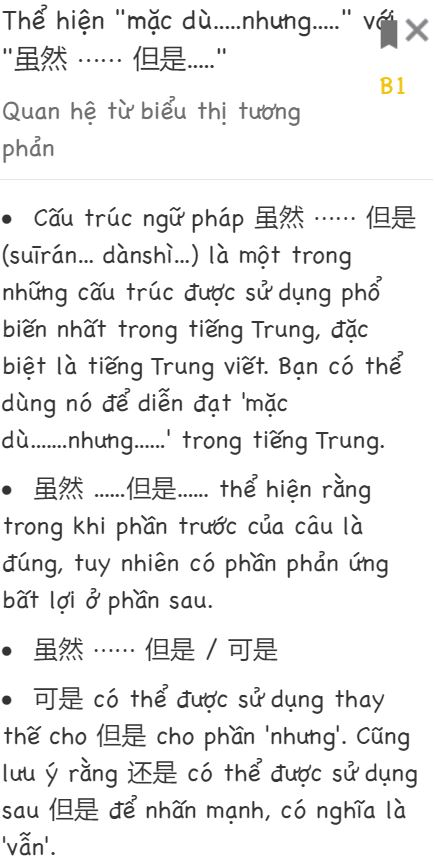 Thể hiện "mặc dù.....nhưng....." với
"虽然 …… 但是....."
B1
Quan hệ từ biểu thị tương
phản
• Cấu trúc ngữ pháp 虽然 …… 但是
(suīrán... dànshì...) là một trong
những cấu trúc được sử dụng phổ
biến nhất trong tiếng Trung, đặc
biệt là tiếng Trung viết. Bạn có thể
dùng nó để diễn đạt 'mặc
dù.......nhưng......' trong tiếng Trung.
• 虽然 ......但是...... thể hiện rằng
trong khi phần trước của câu là
đúng, tuy nhiên có phần phản ứng
bất lợi ở phần sau.
• 虽然 …… 但是 / 可是
• 可是 có thể được sử dụng thay
thế cho 但是 cho phần 'nhưng'. Cũng
lưu ý rằng 还是 có thể được sử dụng
sau 但是 để nhấn mạnh, có nghĩa là
'vẫn'.